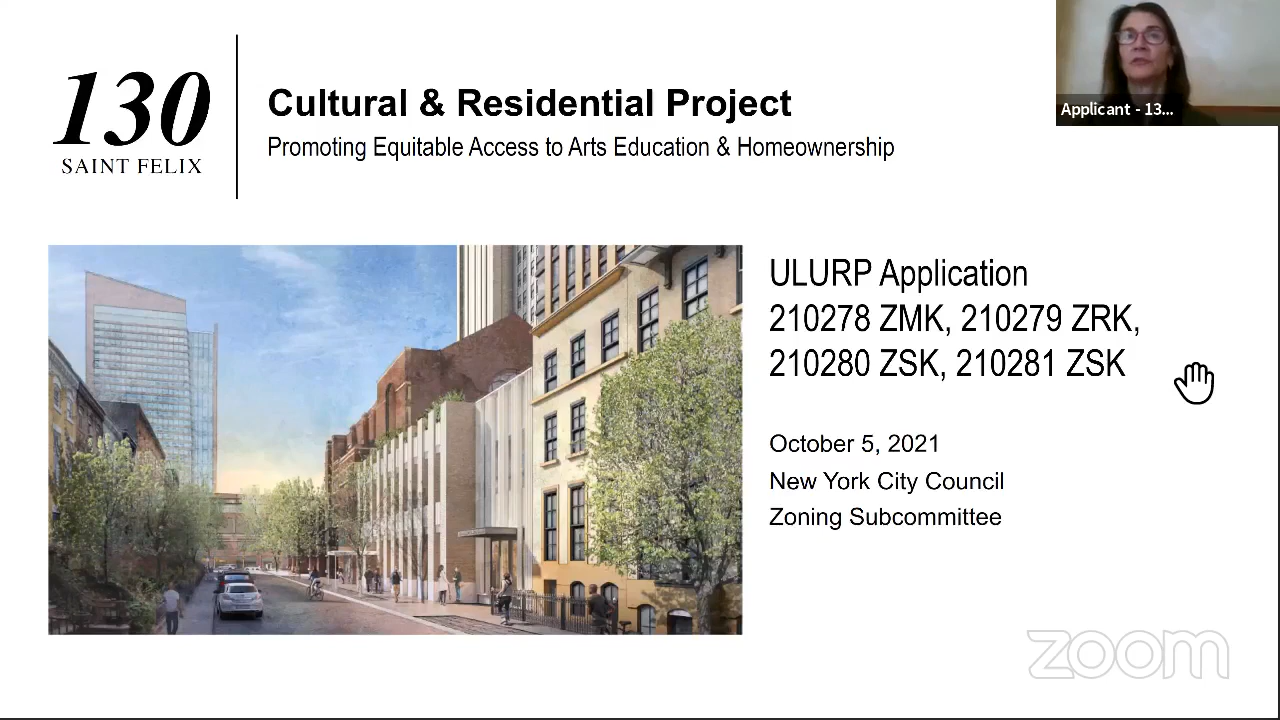 130
SAINT FELIX
Cultural & Residential Project
Promoting Equitable Access to Arts Education & Homeownership
Applicant - 13...
ULURP Application
210278 ZMK, 210279 ZRK,
210280 ZSK, 210281 ZSK
October 5, 2021
New York City Council
Zoning Subcommittee
zoom